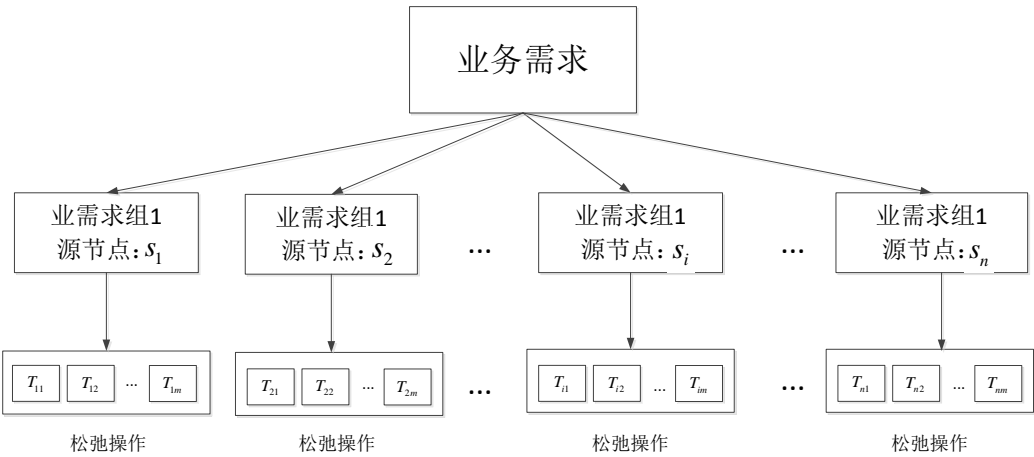 业务需求
业需求组1
源节点: s₁
业需求组1
源节点: s₂
...
业需求组1
源节点: sᵢ
...
业需求组1
源节点: sₙ
T₁₁ T₁₂ ... T₁ₘ
T₂₁ T₂₂ ... T₂ₘ
...
Tᵢ₁ Tᵢ₂ ... Tᵢₘ
...
Tₙ₁ Tₙ₂ ... Tₙₘ
松弛操作
松弛操作
松弛操作
松弛操作